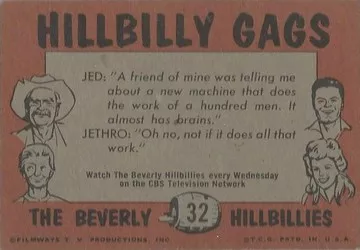 HILLBILLY GAGS
JED: "A friend of mine was telling me
about a new machine that does
the work of a hundred men. It
almost has brains."
JETHRO: "Oh no, not if it does all that
work."
Watch The Beverly Hillbillies every Wednesday
on the CBS Television Network
THE BEVERLY 32 HILLBILLIES
©FILMWAYS T V PRODUCTIONS, INC. ©T.C.G. PRTD. IN U.S.A.